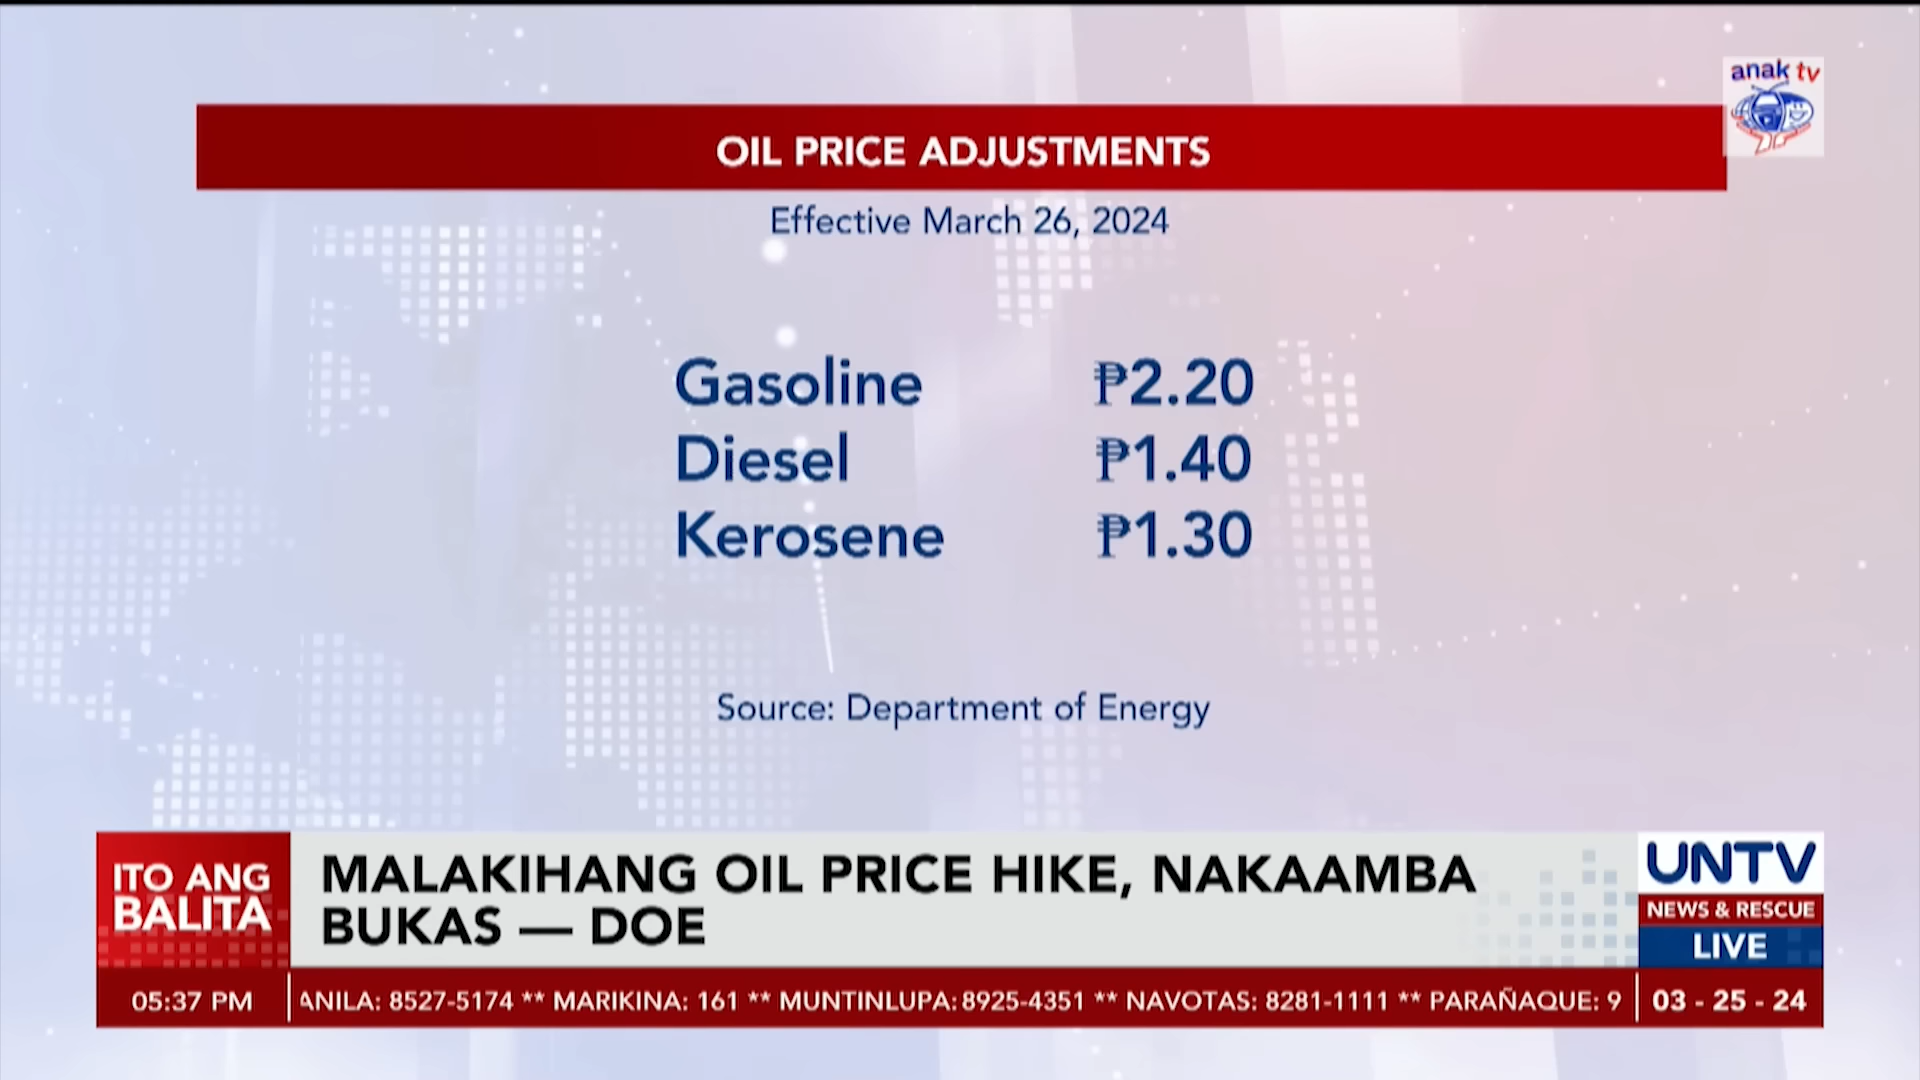 anak tv
OIL PRICE ADJUSTMENTS
Effective March 26, 2024
Gasoline ₱2.20
Diesel ₱1.40
Kerosene ₱1.30
Source: Department of Energy
ITO ANG
BALITA
MALAKIHANG OIL PRICE HIKE, NAKAAMBA
BUKAS — DOE
UNTV
NEWS & RESCUE
LIVE
05:37 PM
ANILA: 8527-5174 ** MARIKINA: 161 ** MUNTINLUPA: 8925-4351 ** NAVOTAS: 8281-1111 ** PARAÑAQUE: 9
03 - 25 - 24